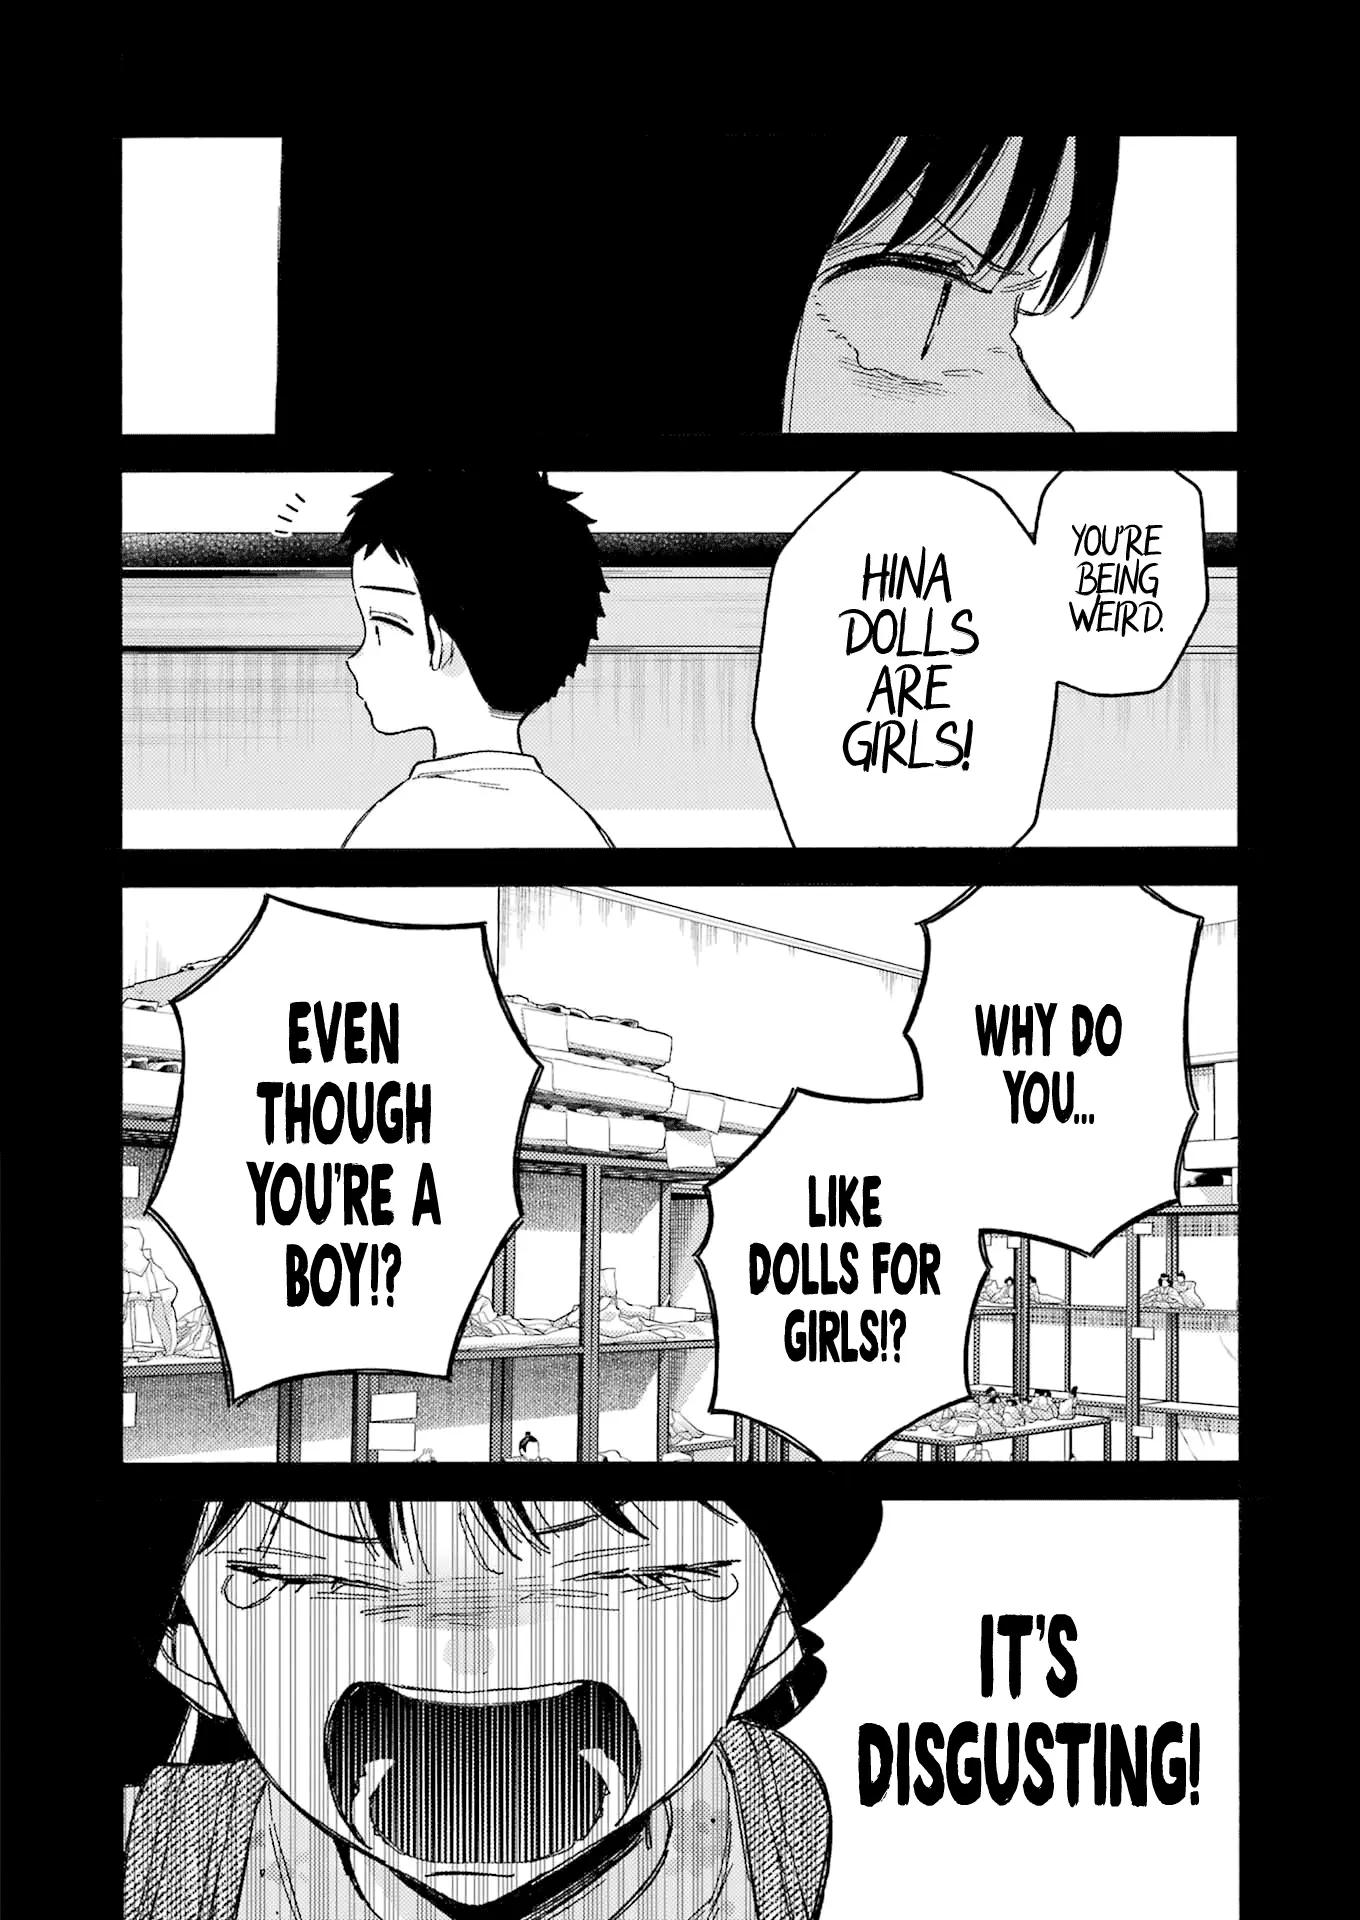 YOU'RE
BEING
WEIRD.
HINA
DOLLS
ARE
GIRLS!
WHY DO
YOU...
LIKE
DOLLS FOR
GIRLS!?
EVEN
THOUGH
YOU'RE A
BOY!?
IT'S
DISGUSTING!